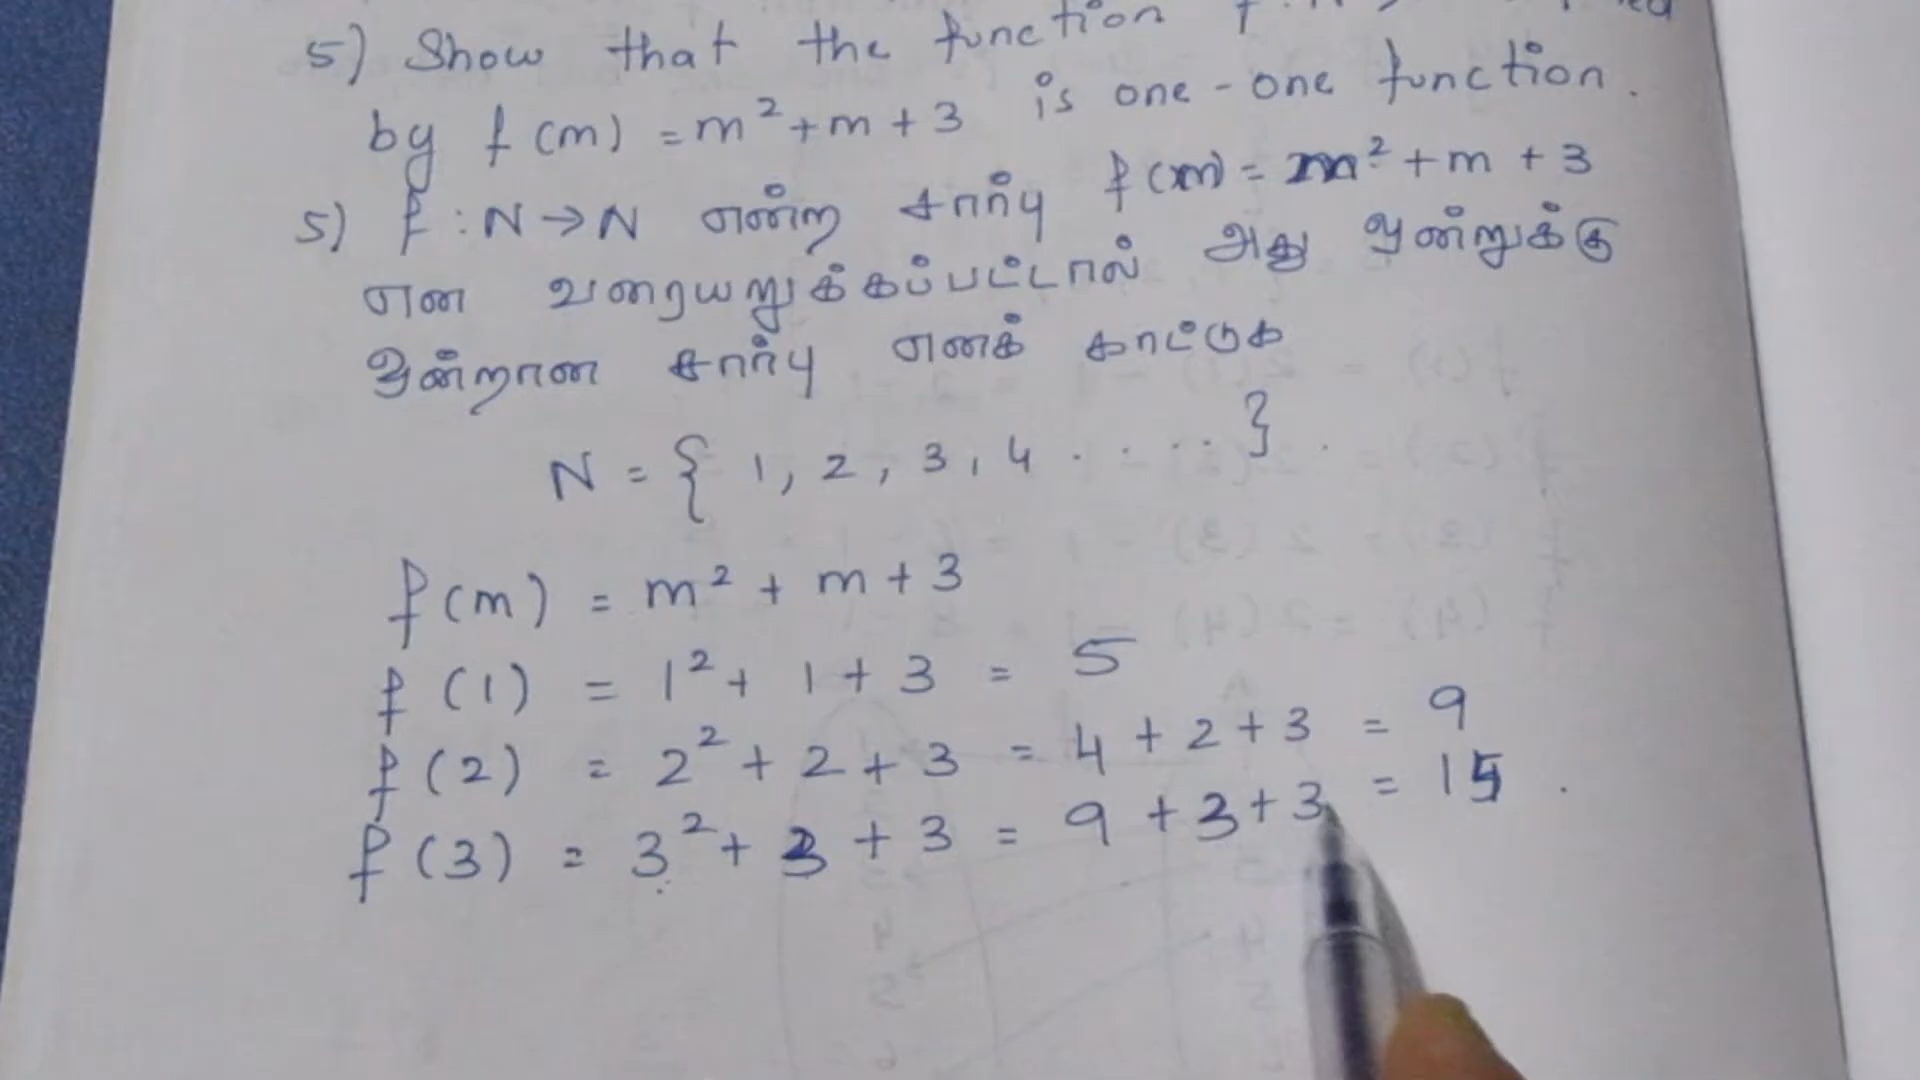 5) Show that the function
by f(m) = m² + m + 3 is one-one function.
5) f : N → N என்ற சார்பு f(m) = m² + m + 3
என வரையறுக்கப்பட்டால் அது ஒன்றுக்கு
ஒன்றான சார்பு எனக் காட்டுக
N = { 1, 2, 3, 4 . . . . }.
f(m) = m² + m + 3
f(1) = 1² + 1 + 3 = 5
f(2) = 2² + 2 + 3 = 4 + 2 + 3 = 9
f(3) = 3² + 3 + 3 = 9 + 3 + 3 = 15.